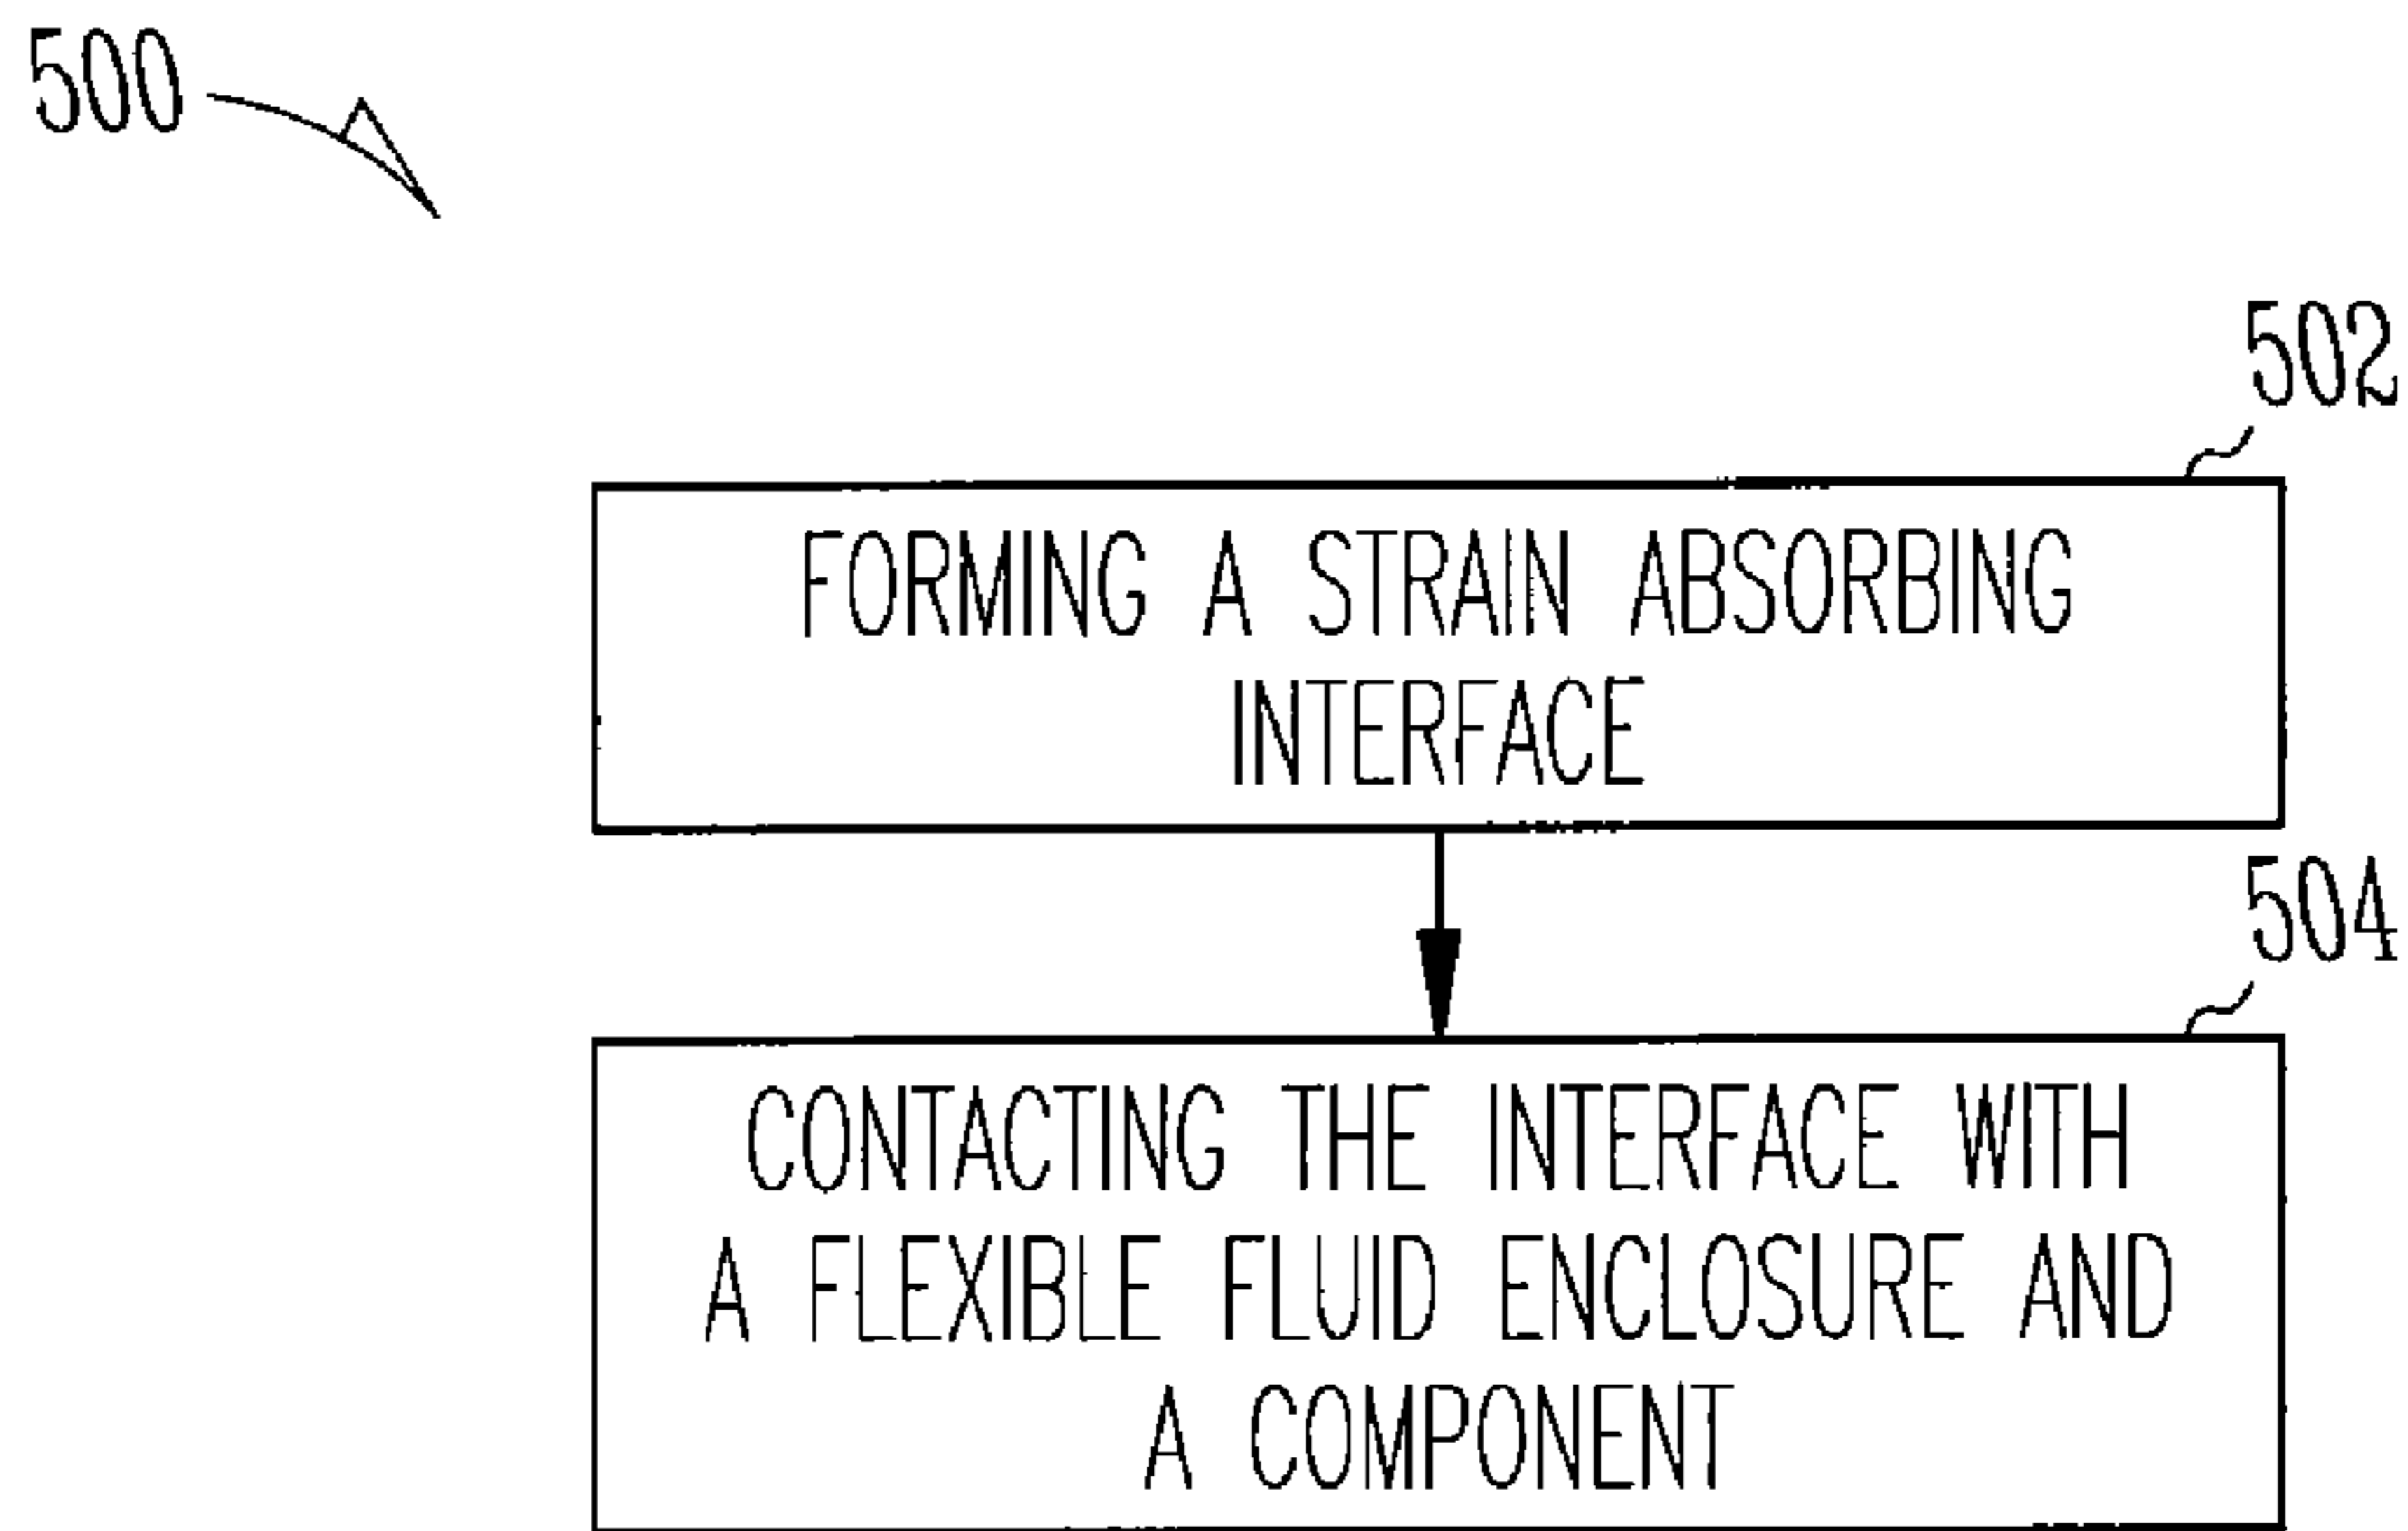 500
502
FORMING A STRAIN ABSORBING
INTERFACE
504
CONTACTING THE INTERFACE WITH
A FLEXIBLE FLUID ENCLOSURE AND
A COMPONENT